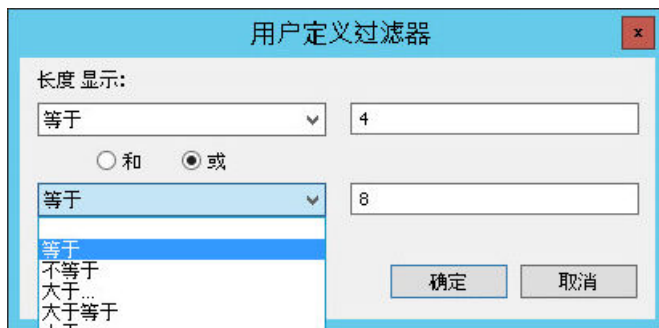 用户定义过滤器
x
长度 显示:
等于
4
和
或
等于
8
等于
不等于
大于...
大于等于
确定
取消